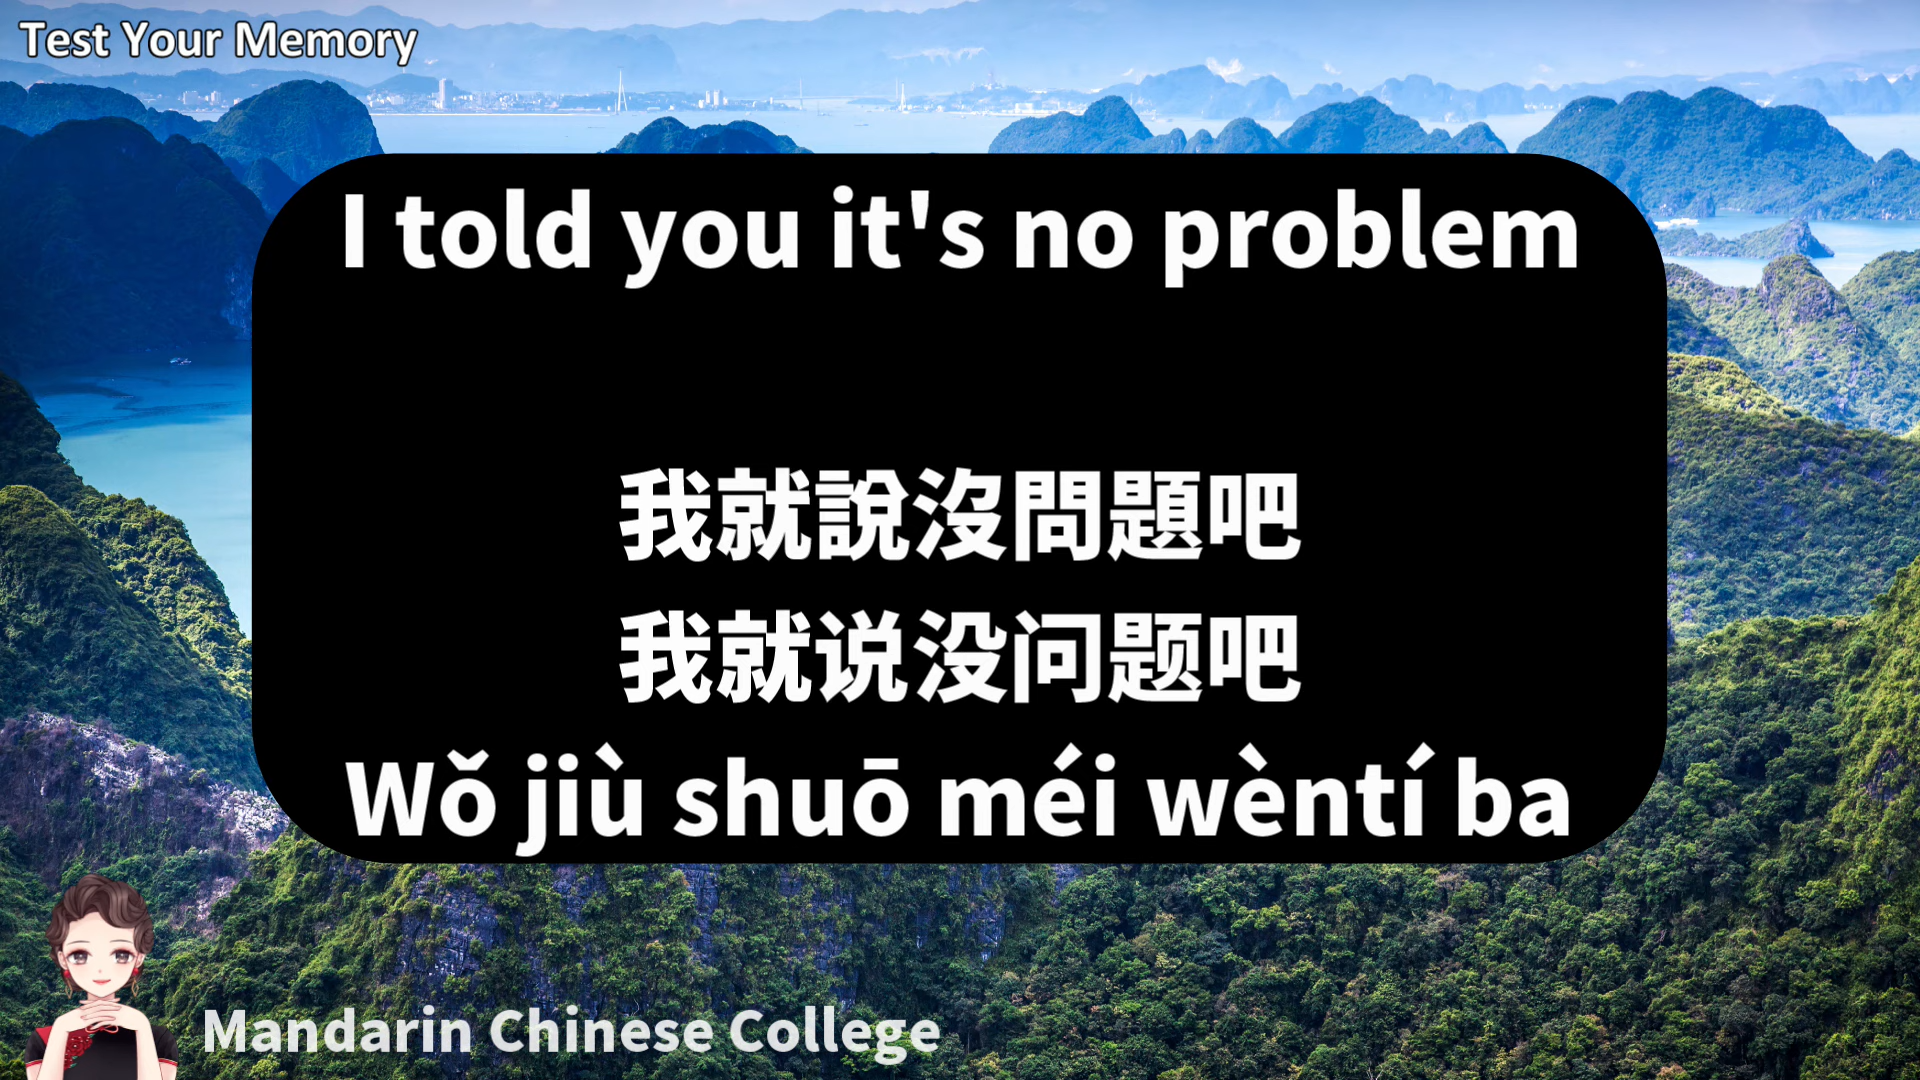 Test Your Memory
I told you it's no problem
我就說沒問題吧
我就说没问题吧
Wǒ jiù shuō méi wèntí ba
Mandarin Chinese College